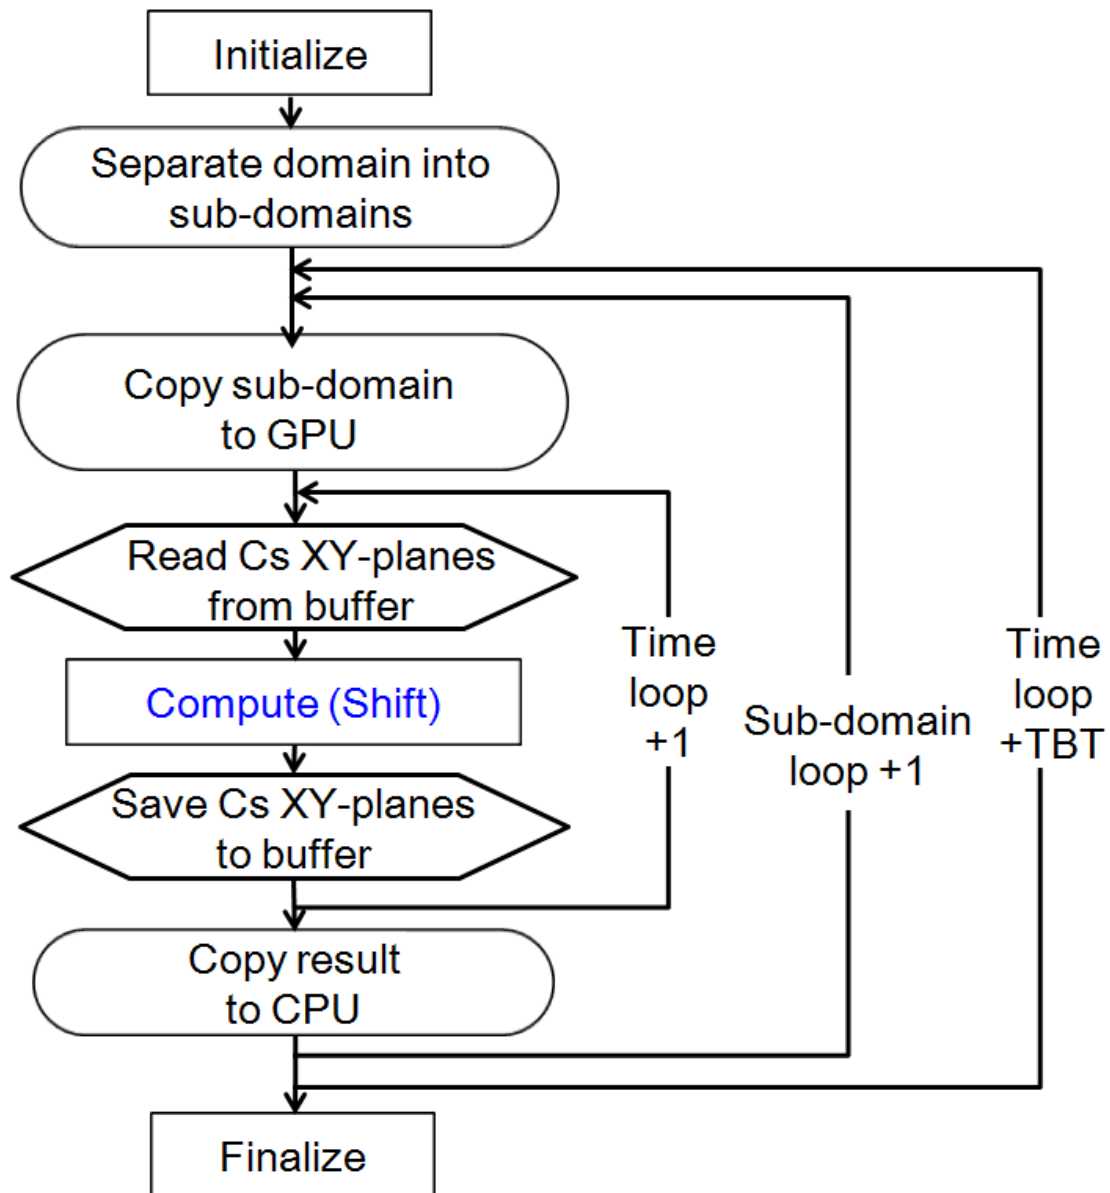 Initialize
Separate domain into
sub-domains
Copy sub-domain
to GPU
Read Cs XY-planes
from buffer
Compute (Shift)
Save Cs XY-planes
to buffer
Copy result
to CPU
Finalize
Time
loop
+1
Sub-domain
loop +1
Time
loop
+TBT